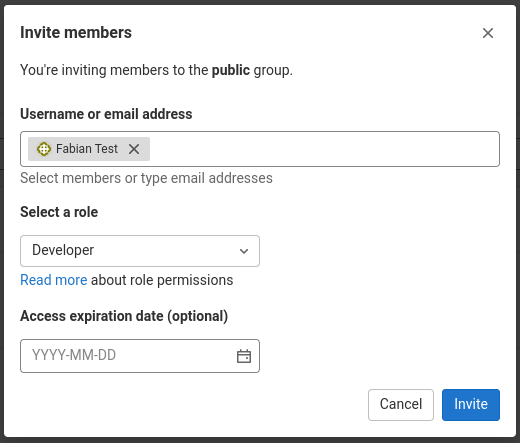 Invite members
You're inviting members to the public group.
Username or email address
Fabian Test
Select members or type email addresses
Select a role
Developer
Read more about role permissions
Access expiration date (optional)
YYYY-MM-DD
Cancel Invite